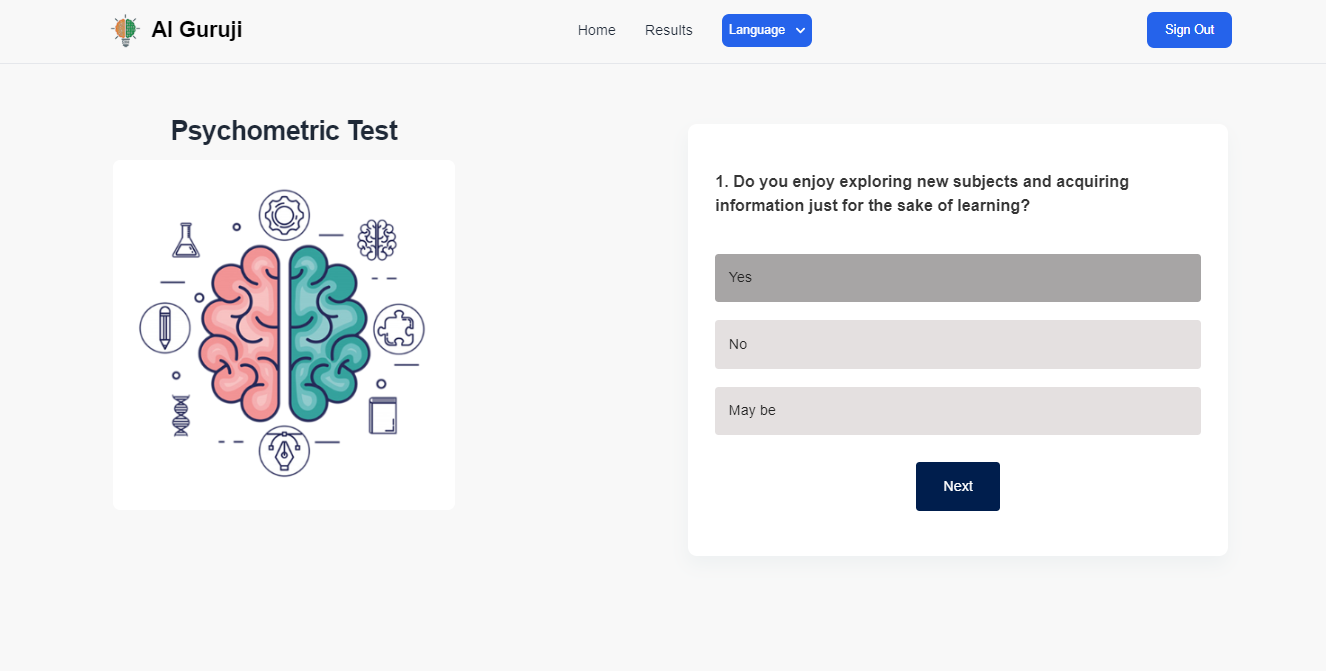 AI Guruji
Home
Results
Language
Sign Out
Psychometric Test
1. Do you enjoy exploring new subjects and acquiring
information just for the sake of learning?
Yes
No
May be
Next